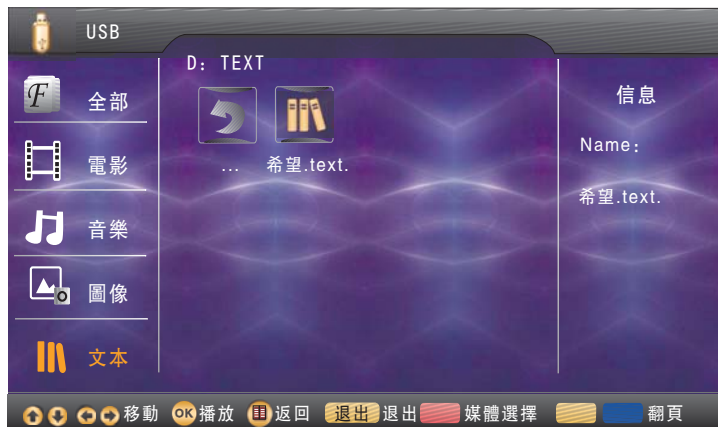 USB
D: TEXT
F 全部
電影
音樂
圖像
文本
... 希望.text.
信息
Name:
希望.text.
移動 OK 播放 返回 退出 退出 媒體選擇 翻頁